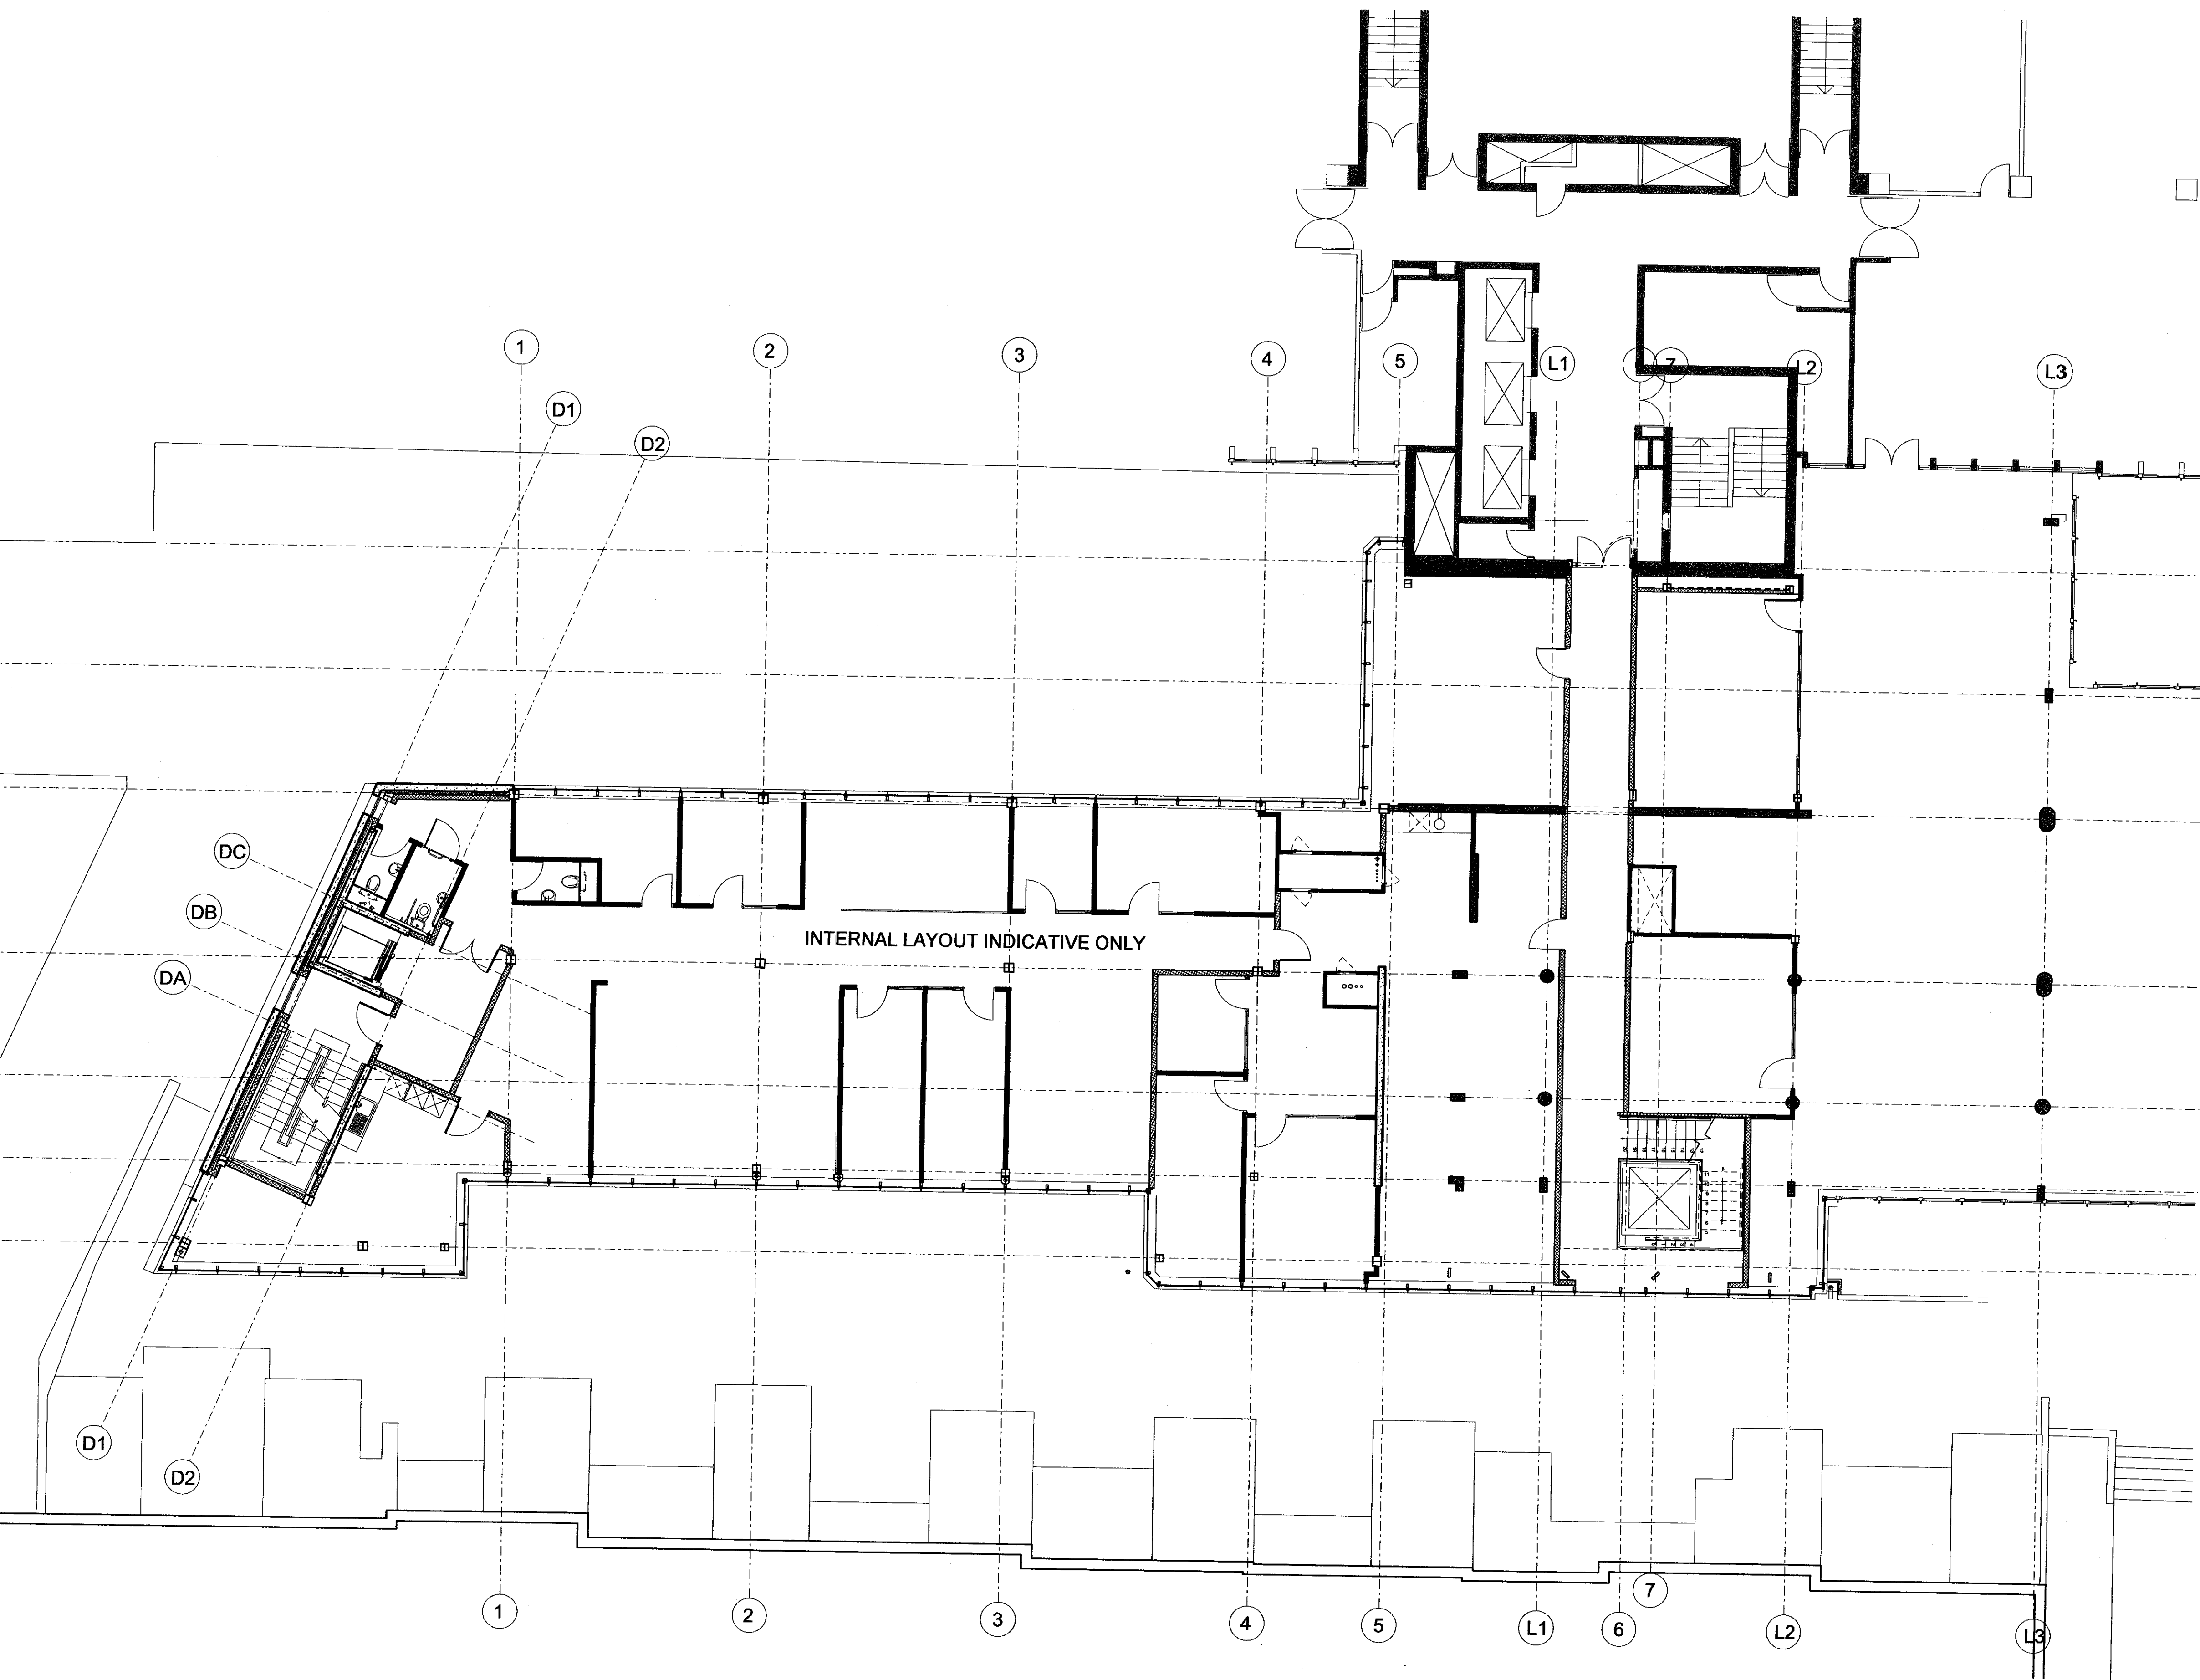 1
2
3
4
5
L1
7
L2
L3
D1
D2
DC
DB
DA
INTERNAL LAYOUT INDICATIVE ONLY
D1
D2
1
2
3
4
5
L1
6
7
L2
L3